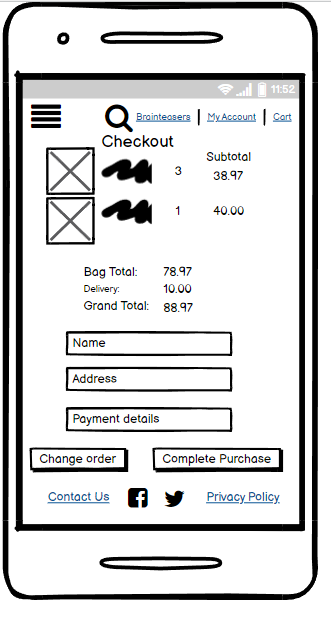 11:52
Brainteasers My Account Cart
Checkout
Subtotal
3 38.97
1 40.00
Bag Total: 78.97
Delivery: 10.00
Grand Total: 88.97
Name
Address
Payment details
Change order Complete Purchase
Contact Us Privacy Policy